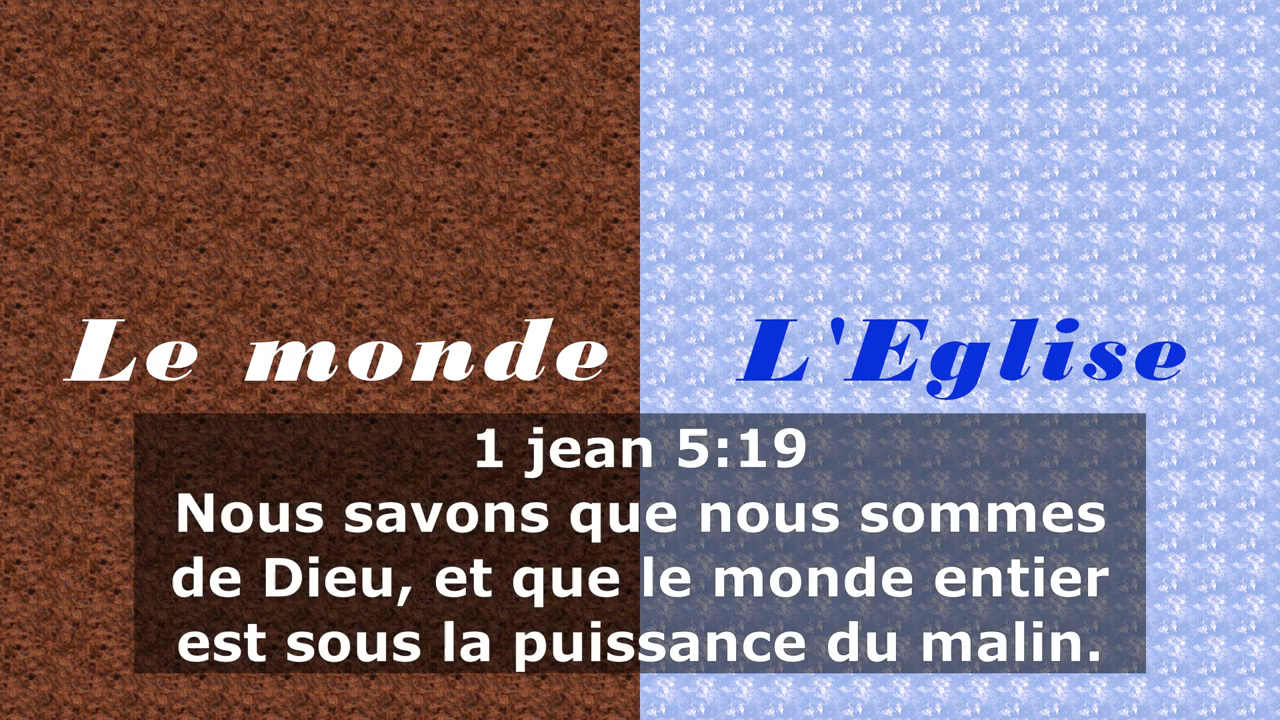 Le monde
L'Eglise
1 jean 5:19
Nous savons que nous sommes
de Dieu, et que le monde entier
est sous la puissance du malin.